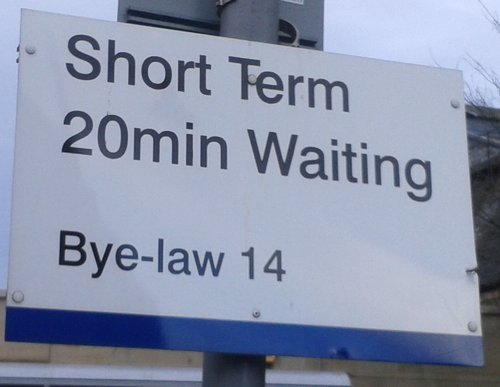 Short Term
20min Waiting
Bye-law 14